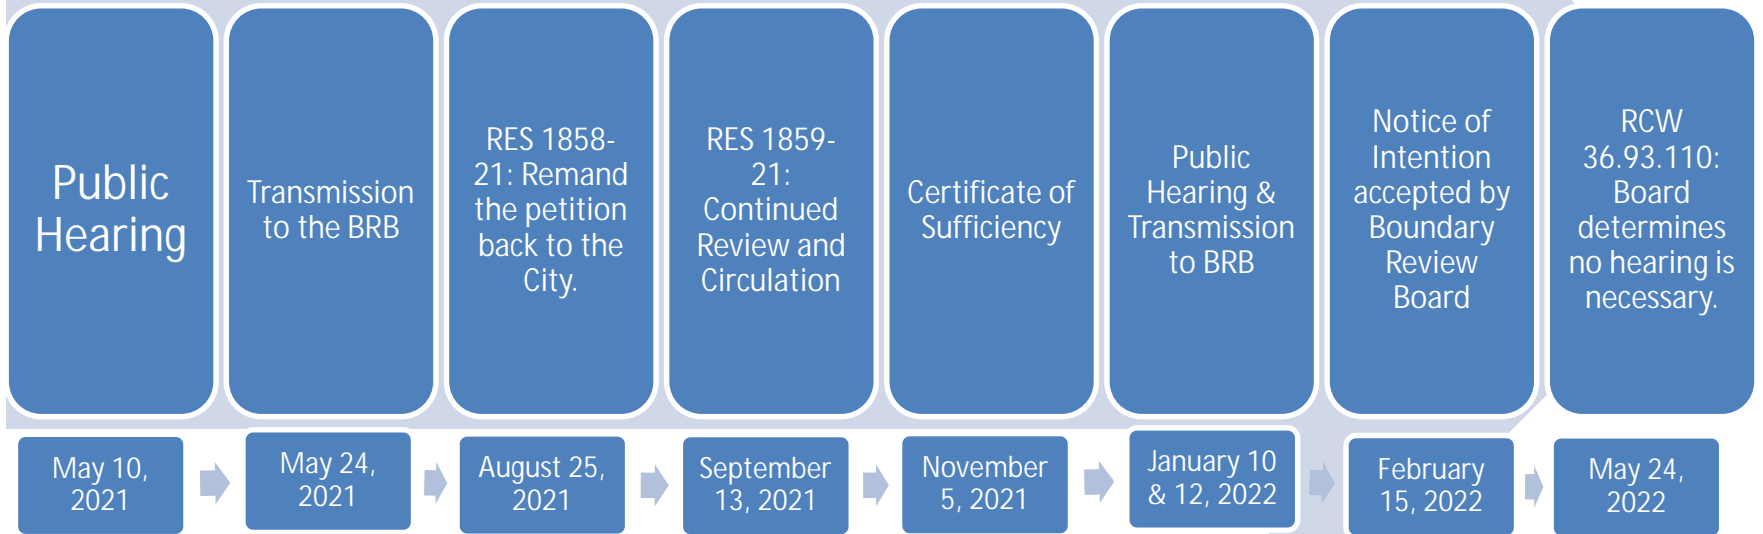 Public
Hearing
Transmission
to the BRB
RES 1858-
21: Remand
the petition
back to the
City.
RES 1859-
21:
Continued
Review and
Circulation
Certificate of
Sufficiency
Public
Hearing &
Transmission
to BRB
Notice of
Intention
accepted by
Boundary
Review
Board
RCW
36.93.110:
Board
determines
no hearing is
necessary.
May 10,
2021
May 24,
2021
August 25,
2021
September
13, 2021
November
5, 2021
January 10
& 12, 2022
February
15, 2022
May 24,
2022